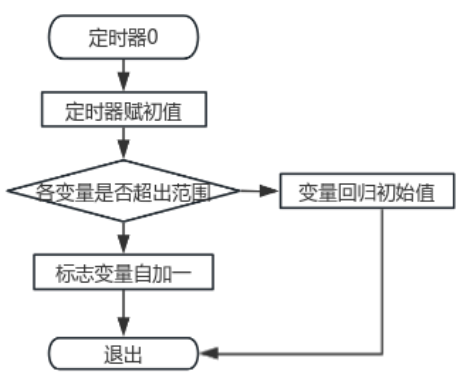 定时器0
定时器赋初值
各变量是否超出范围
变量回归初始值
标志变量自加一
退出